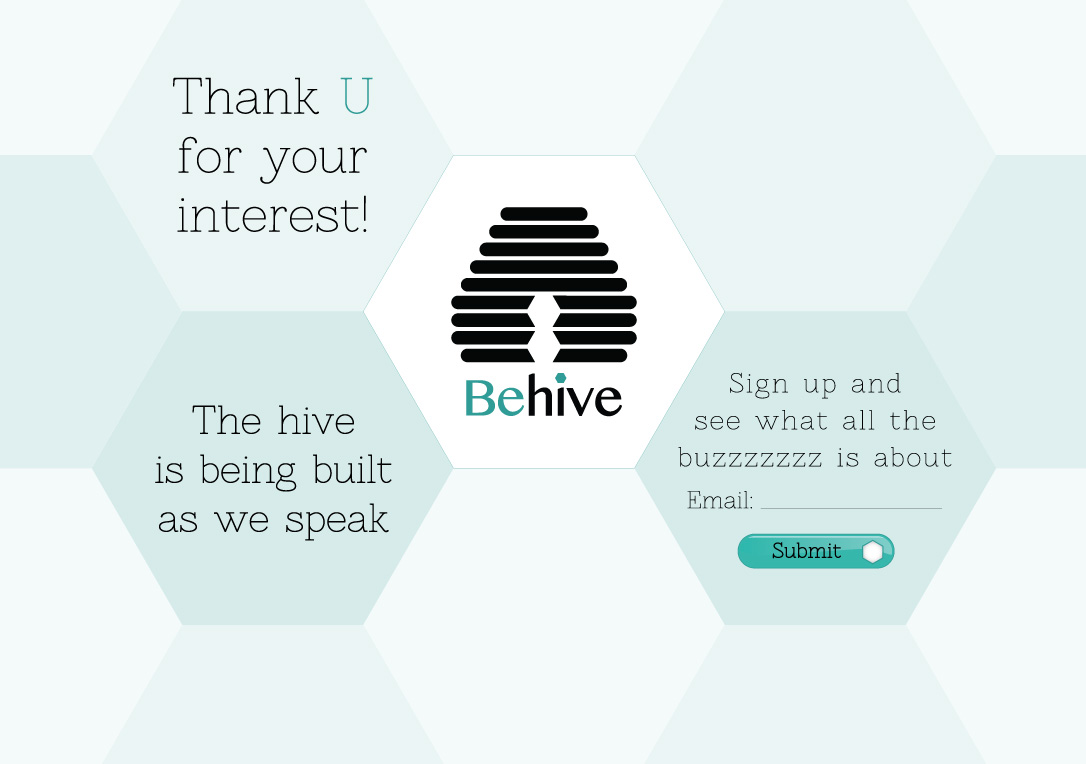 Thank U
for your
interest!
Behive
The hive
is being built
as we speak
Sign up and
see what all the
buzzzzzzz is about
Email:
Submit